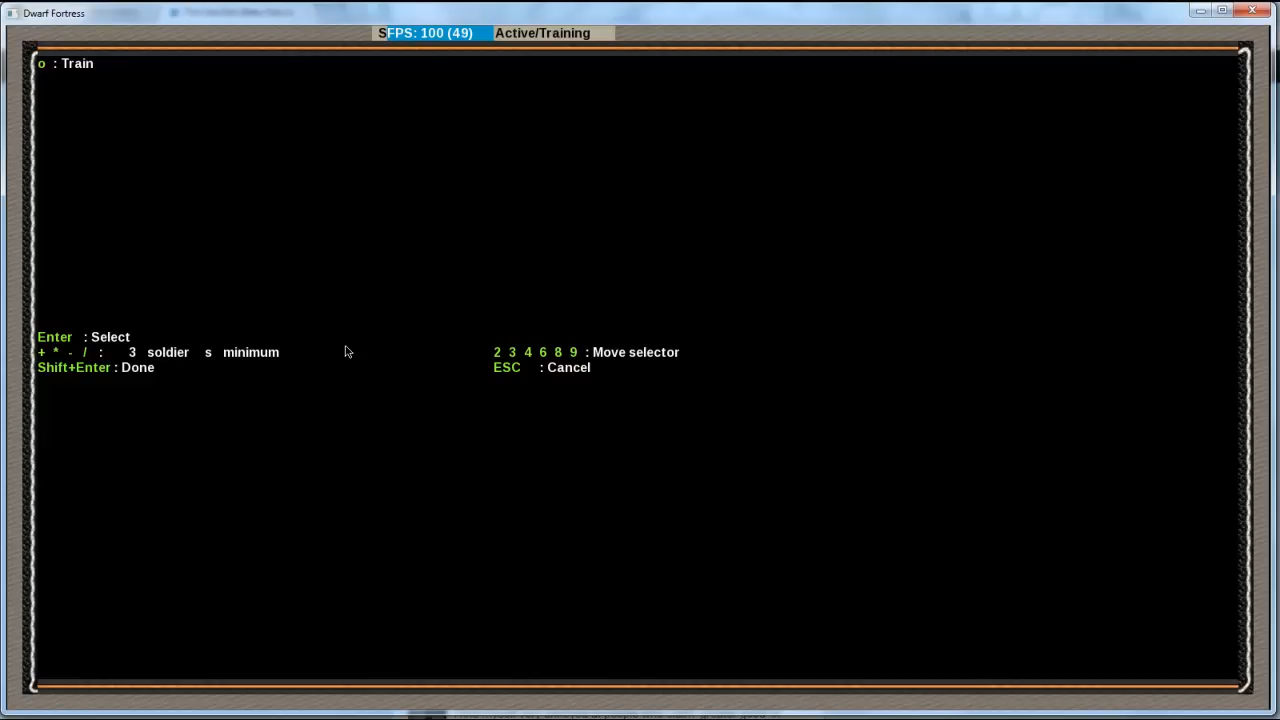 Dwarf Fortress
SFPS: 100 (49) Active/Training
o : Train
Enter : Select
+ * - / : 3 soldier s minimum 2 3 4 6 8 9 : Move selector
Shift+Enter : Done ESC : Cancel